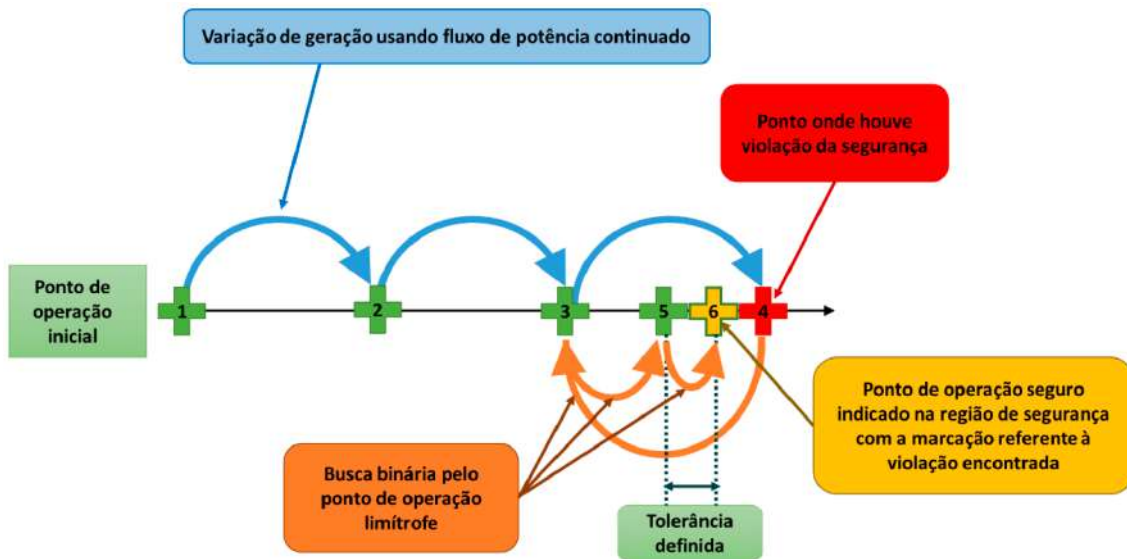 Variação de geração usando fluxo de potência continuado
Ponto onde houve
violação da segurança
Ponto de
operação
inicial
1
2
3
5
6
4
Ponto de operação seguro
indicado na região de segurança
com a marcação referente à
violação encontrada
Busca binária pelo
ponto de operação
limítrofe
Tolerância
definida